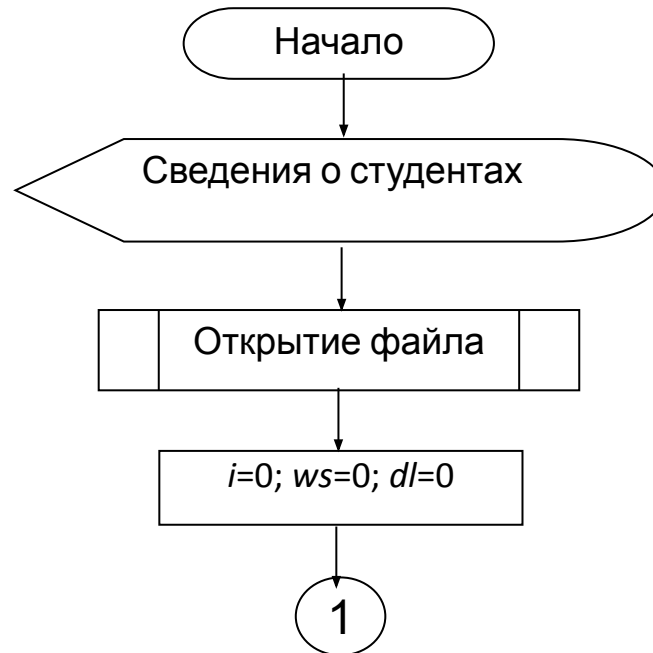 Начало
Сведения о студентах
Открытие файла
i=0; ws=0; dl=0
1